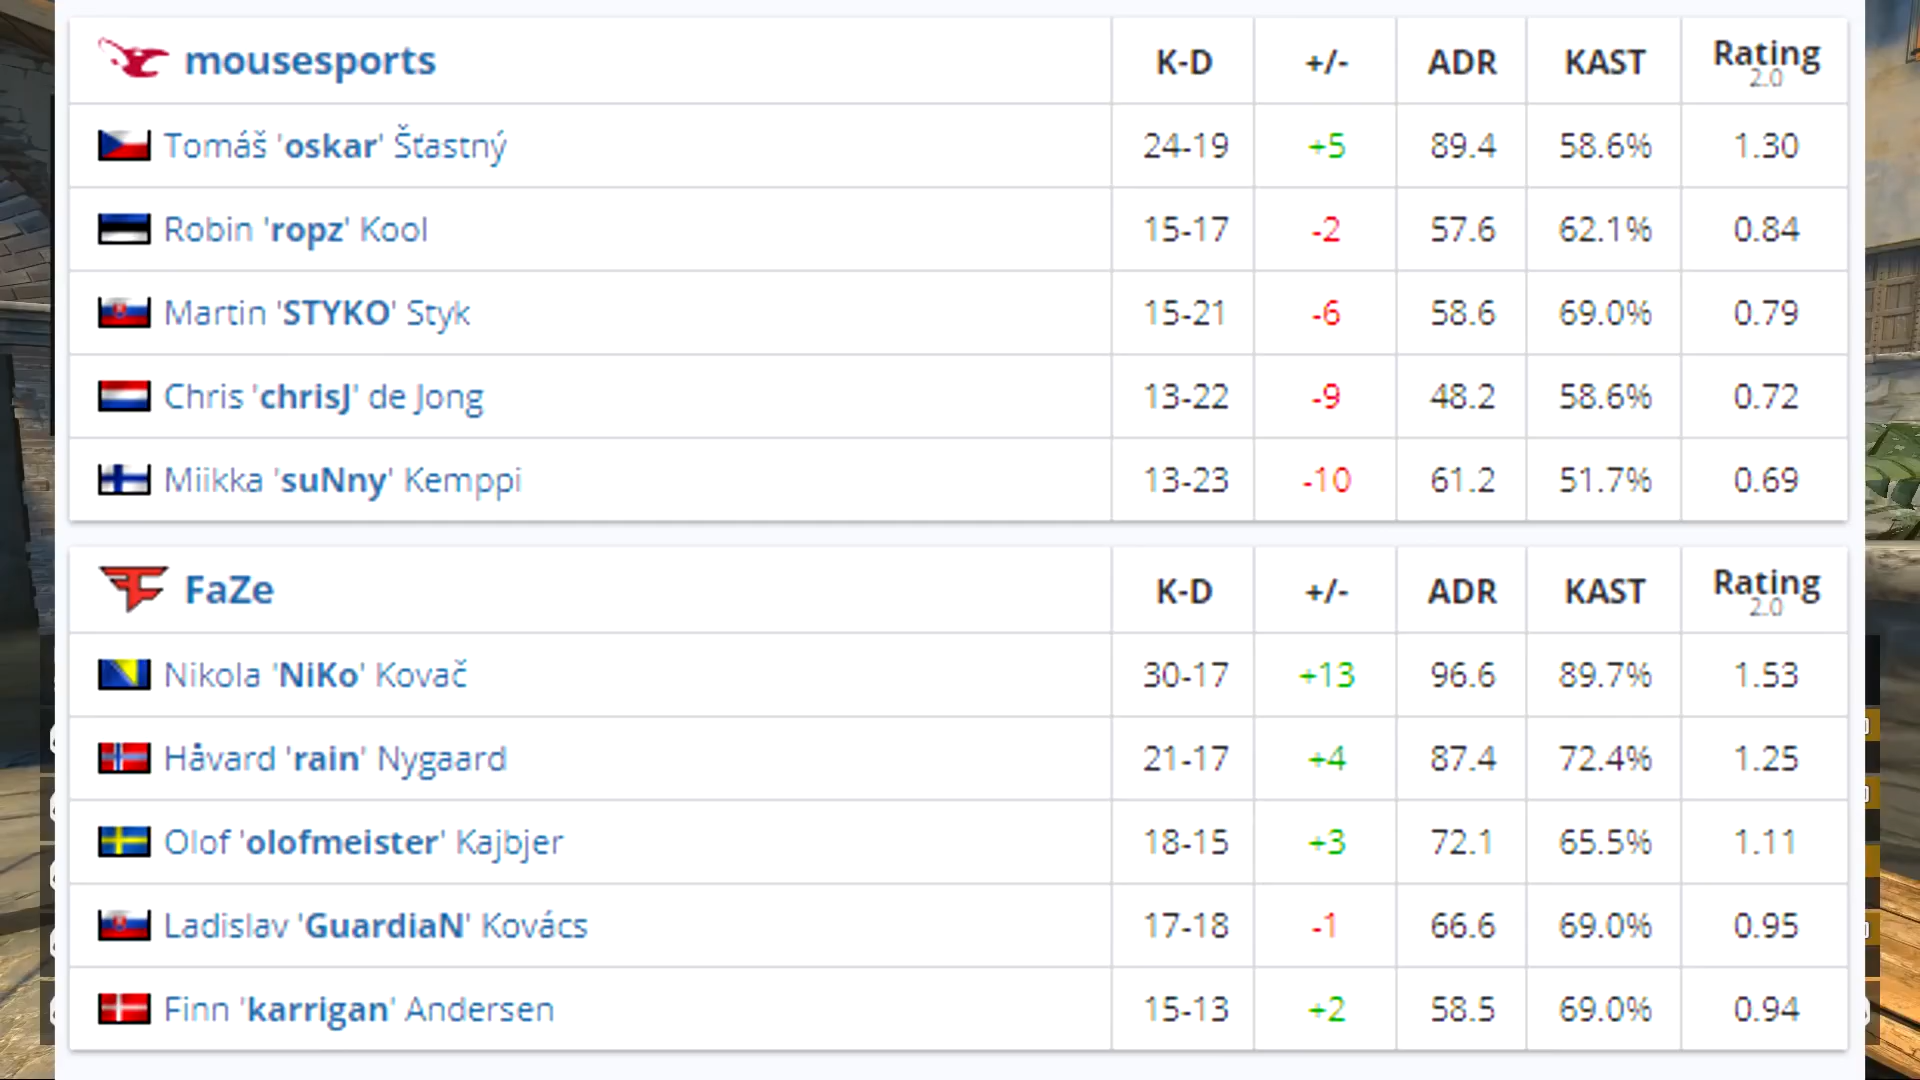 mousesports K-D +/- ADR KAST Rating 2.0
Tomáš 'oskar' Šťastný 24-19 +5 89.4 58.6% 1.30
Robin 'ropz' Kool 15-17 -2 57.6 62.1% 0.84
Martin 'STYKO' Styk 15-21 -6 58.6 69.0% 0.79
Chris 'chrisJ' de Jong 13-22 -9 48.2 58.6% 0.72
Miikka 'suNny' Kemppi 13-23 -10 61.2 51.7% 0.69
FaZe K-D +/- ADR KAST Rating 2.0
Nikola 'NiKo' Kovač 30-17 +13 96.6 89.7% 1.53
Håvard 'rain' Nygaard 21-17 +4 87.4 72.4% 1.25
Olof 'olofmeister' Kajbjer 18-15 +3 72.1 65.5% 1.11
Ladislav 'GuardiaN' Kovács 17-18 -1 66.6 69.0% 0.95
Finn 'karrigan' Andersen 15-13 +2 58.5 69.0% 0.94